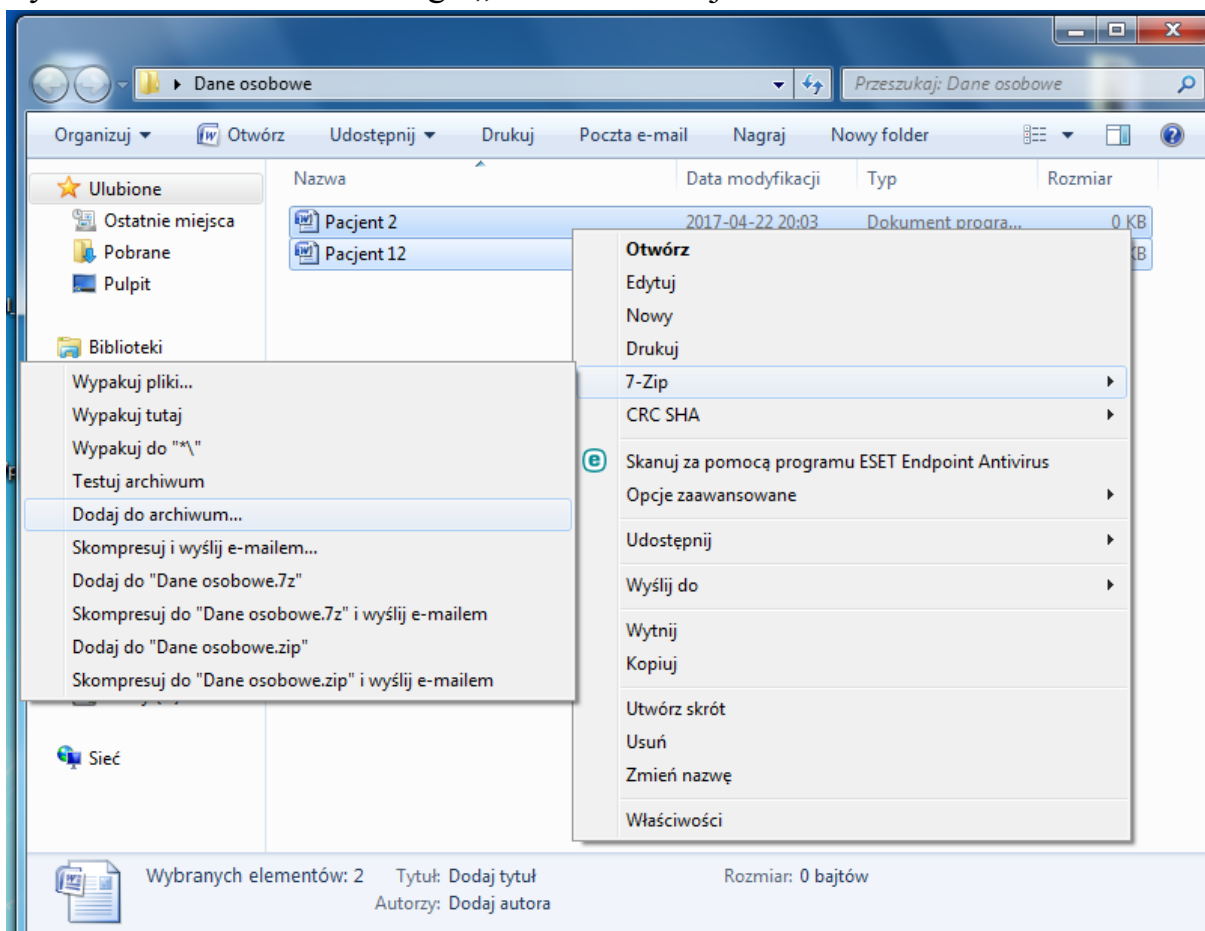 Dane osobowe
Przeszukaj: Dane osobowe
Organizuj Otwórz Udostępnij Drukuj Poczta e-mail Nagraj Nowy folder
Nazwa Data modyfikacji Typ Rozmiar
Ulubione
Ostatnie miejsca
Pobrane
Pulpit
Biblioteki
Sieć
Pacjent 2 2017-04-22 20:03 Dokument progra... 0 KB
Pacjent 12 KB
Otwórz
Edytuj
Nowy
Drukuj
7-Zip
CRC SHA
Skanuj za pomocą programu ESET Endpoint Antivirus
Opcje zaawansowane
Udostępnij
Wyślij do
Wytnij
Kopiuj
Utwórz skrót
Usuń
Zmień nazwę
Właściwości
Wypakuj pliki...
Wypakuj tutaj
Wypakuj do "*\"
Testuj archiwum
Dodaj do archiwum...
Skompresuj i wyślij e-mailem...
Dodaj do "Dane osobowe.7z"
Skompresuj do "Dane osobowe.7z" i wyślij e-mailem
Dodaj do "Dane osobowe.zip"
Skompresuj do "Dane osobowe.zip" i wyślij e-mailem
Wybranych elementów: 2 Tytuł: Dodaj tytuł Rozmiar: 0 bajtów
Autorzy: Dodaj autora